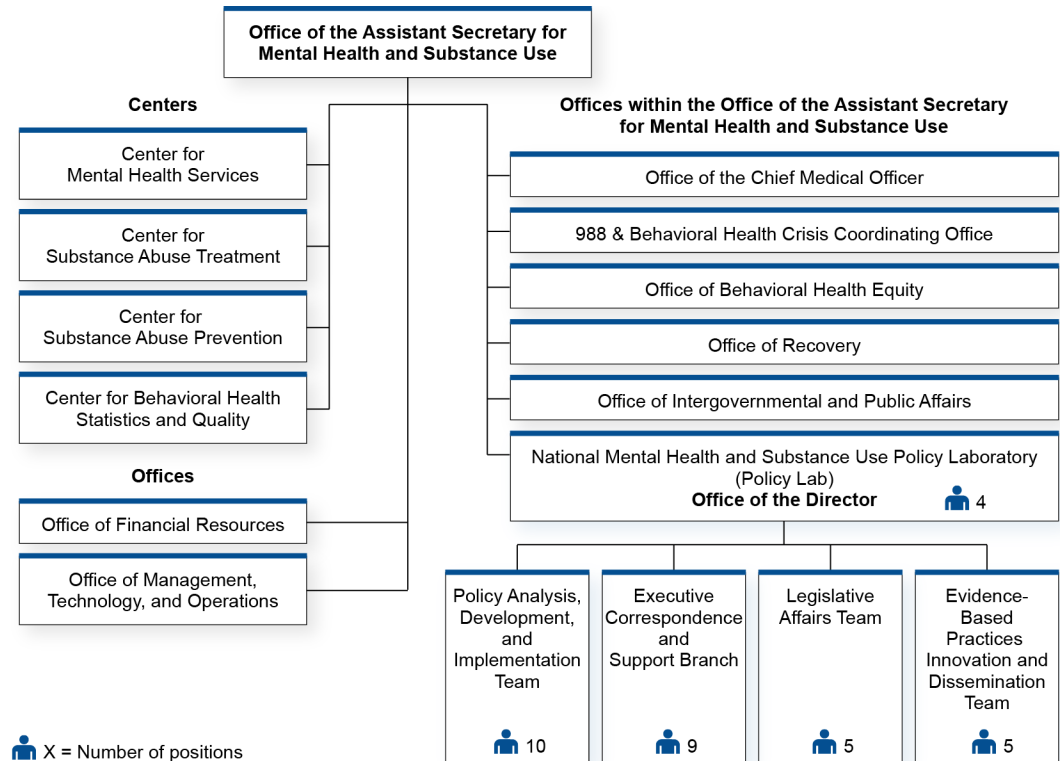 Office of the Assistant Secretary for
Mental Health and Substance Use
Centers
Center for
Mental Health Services
Center for
Substance Abuse Treatment
Center for
Substance Abuse Prevention
Center for Behavioral Health
Statistics and Quality
Offices
Office of Financial Resources
Office of Management,
Technology, and Operations
Offices within the Office of the Assistant Secretary
for Mental Health and Substance Use
Office of the Chief Medical Officer
988 & Behavioral Health Crisis Coordinating Office
Office of Behavioral Health Equity
Office of Recovery
Office of Intergovernmental and Public Affairs
National Mental Health and Substance Use Policy Laboratory
(Policy Lab)
Office of the Director
4
Policy Analysis,
Development,
and
Implementation
Team
10
Executive
Correspondence
and
Support Branch
9
Legislative
Affairs Team
5
Evidence-
Based
Practices
Innovation and
Dissemination
Team
5
X = Number of positions